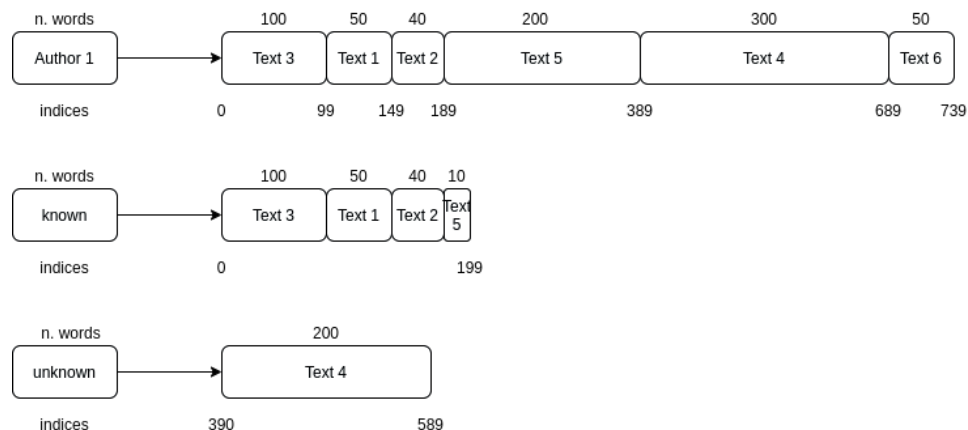 n. words 100 50 40 200 300 50
Author 1 Text 3 Text 1 Text 2 Text 5 Text 4 Text 6
indices 0 99 149 189 389 689 739
n. words 100 50 40 10
known Text 3 Text 1 Text 2 Text
5
indices 0 199
n. words 200
unknown Text 4
indices 390 589